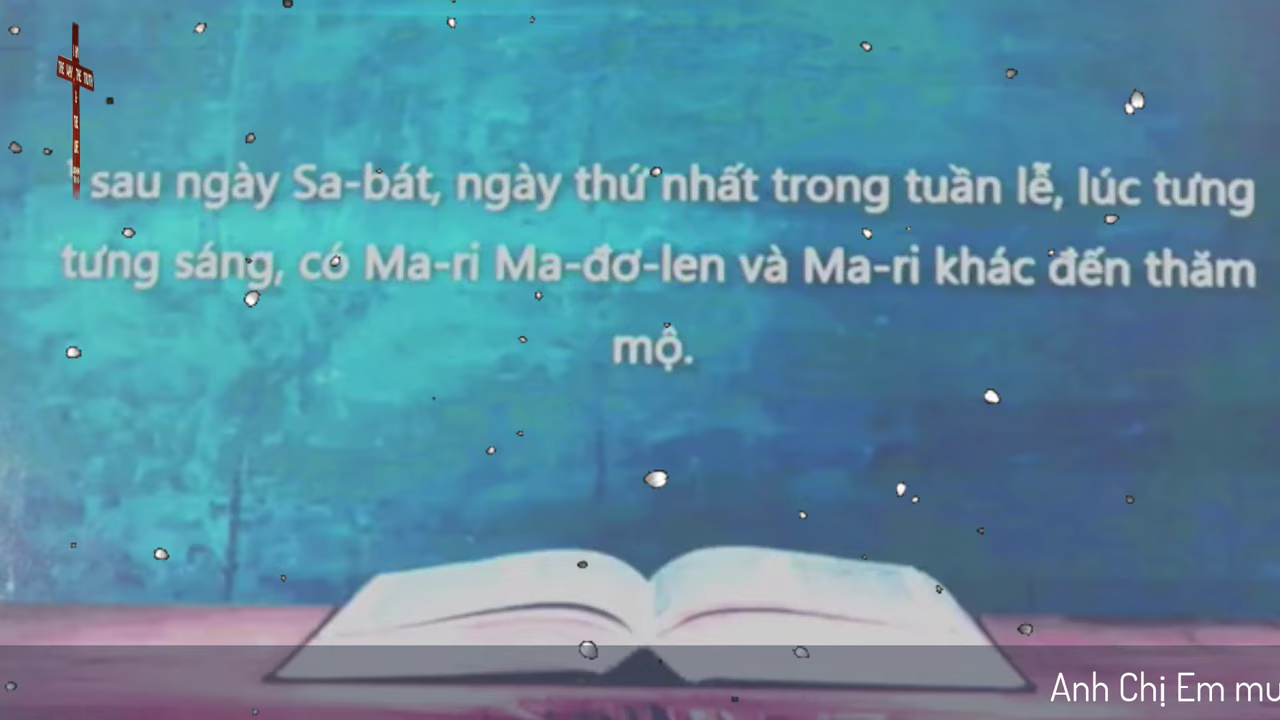 ¹ sau ngày Sa-bát, ngày thứ nhất trong tuần lễ, lúc tưng
tưng sáng, có Ma-ri Ma-đơ-len và Ma-ri khác đến thăm
mộ.
Anh Chị Em